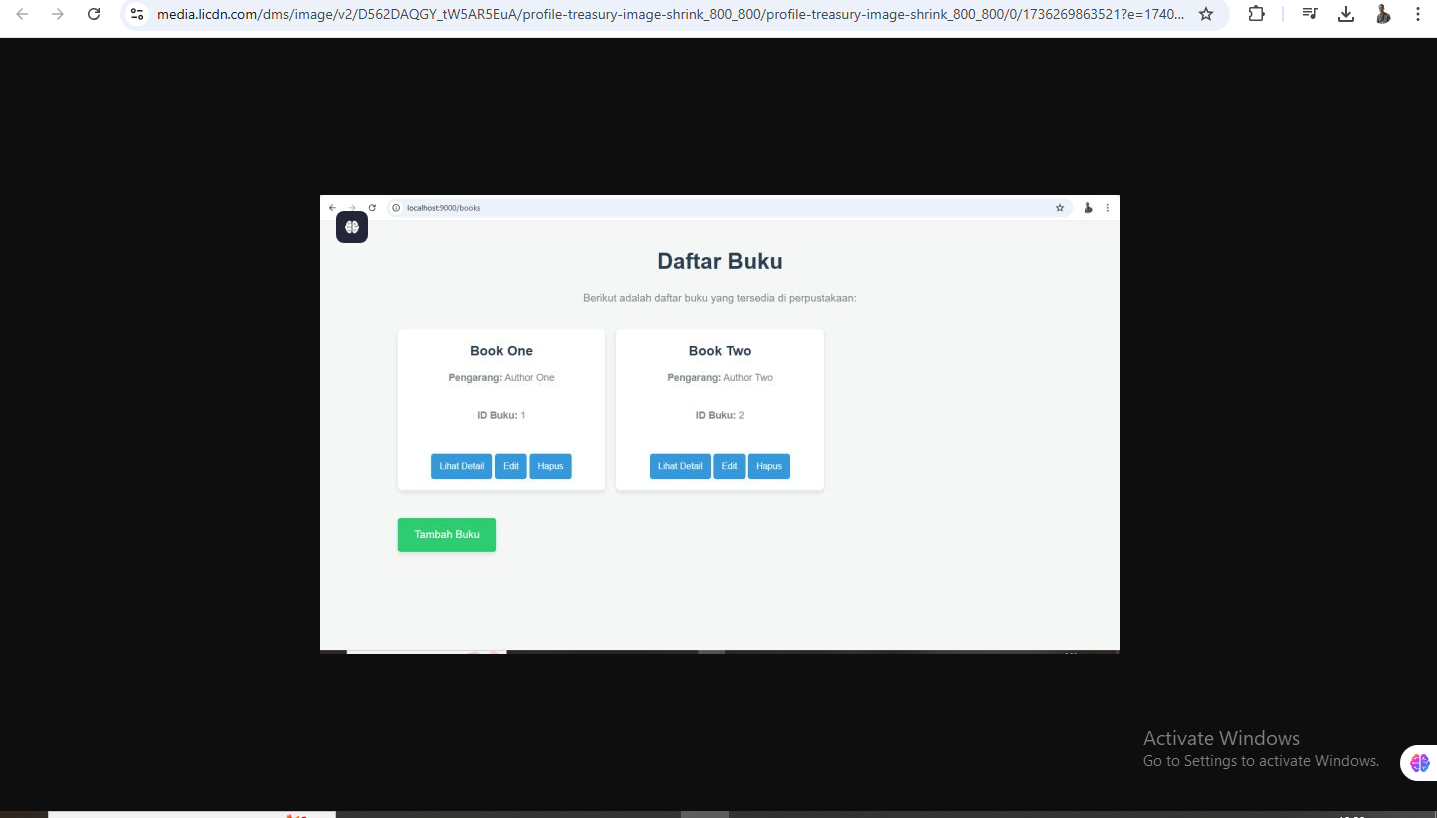 media.licdn.com/dms/image/v2/D562DAQGY_tW5AR5EuA/profile-treasury-image-shrink_800_800/profile-treasury-image-shrink_800_800/0/1736269863521?e=1740...
localhost:9000/books
Daftar Buku
Berikut adalah daftar buku yang tersedia di perpustakaan:
Book One
Pengarang: Author One
ID Buku: 1
Lihat Detail Edit Hapus
Book Two
Pengarang: Author Two
ID Buku: 2
Lihat Detail Edit Hapus
Tambah Buku
Activate Windows
Go to Settings to activate Windows.